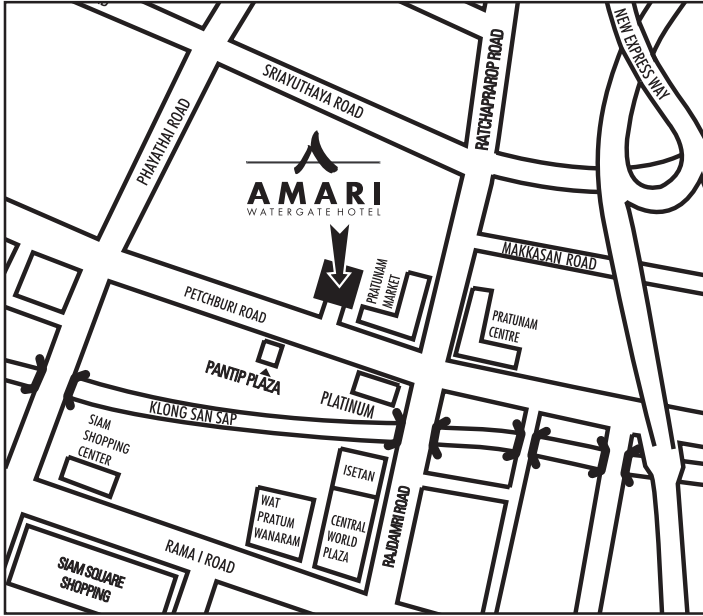 NEW EXPRESS WAY
RATCHAPRAROP ROAD
SRIAYUTHAYA ROAD
PHAYATHAI ROAD
AMARI
WATERGATE HOTEL
MAKKASAN ROAD
PRATUNAM
MARKET
PETCHBURI ROAD
PRATUNAM
CENTRE
PANTIP PLAZA
PLATINUM
KLONG SAN SAP
SIAM
SHOPPING
CENTER
ISETAN
WAT
PRATUM
WANARAM
CENTRAL
WORLD
PLAZA
RAJDAMRI ROAD
RAMA I ROAD
SIAM SQUARE
SHOPPING